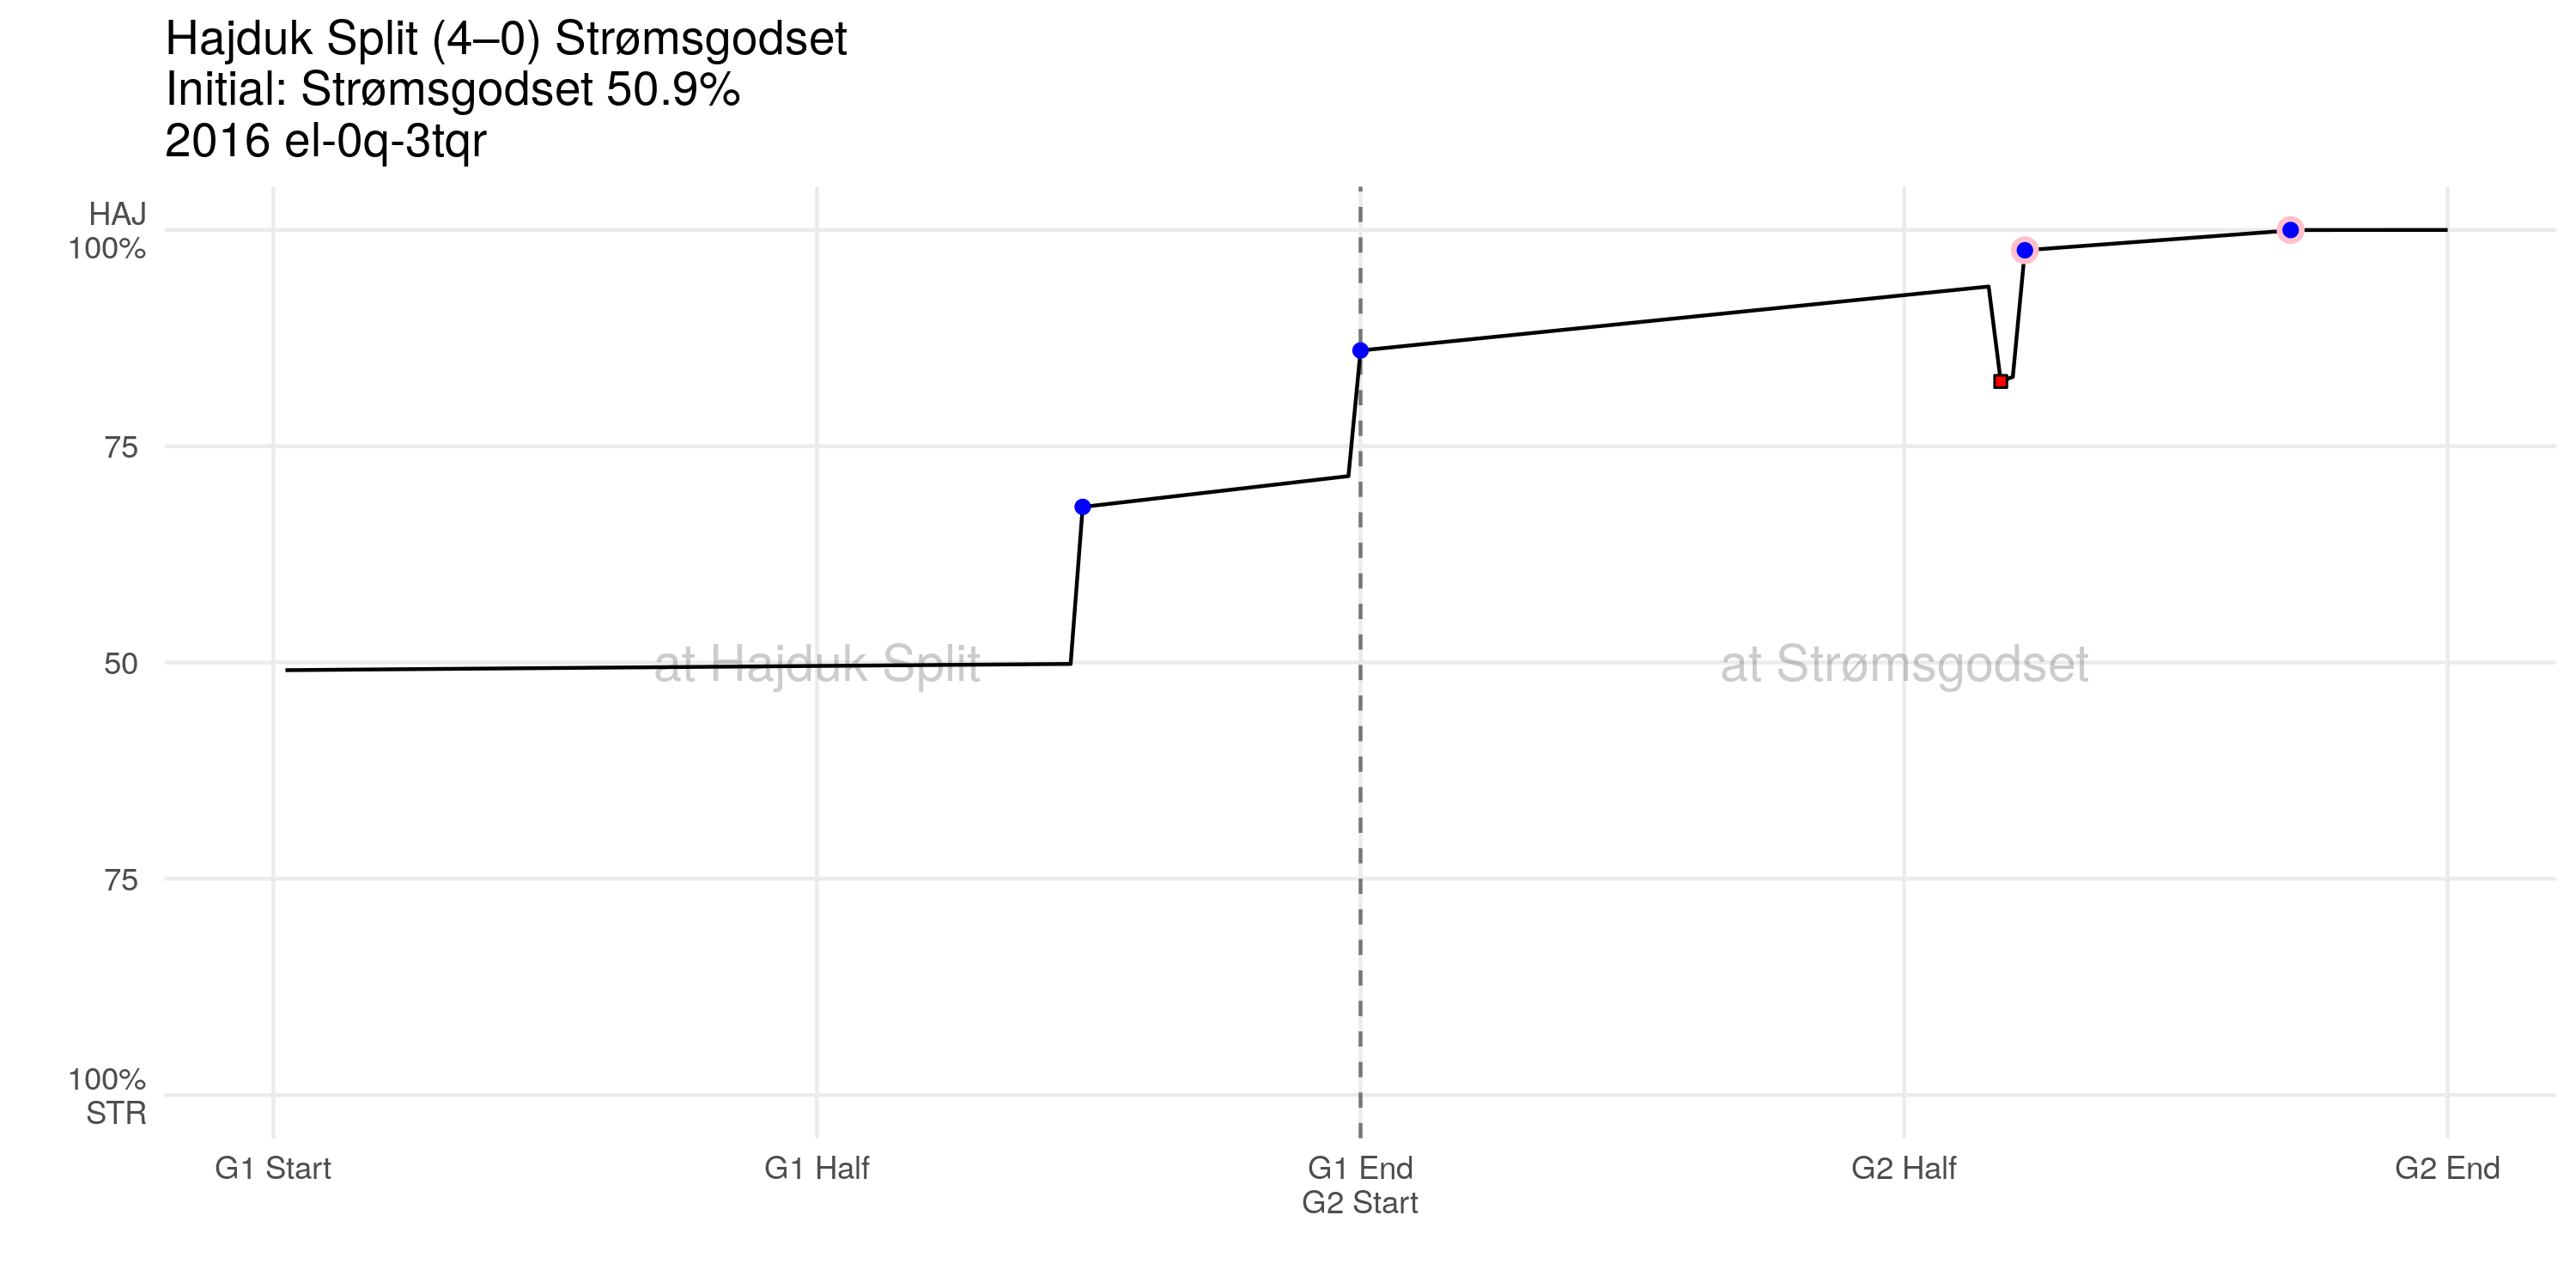 Hajduk Split (4–0) Strømsgodset
Initial: Strømsgodset 50.9%
2016 el-0q-3tqr
HAJ
100%
75
50
75
100%
STR
at Hajduk Split
at Strømsgodset
G1 Start
G1 Half
G1 End
G2 Start
G2 Half
G2 End